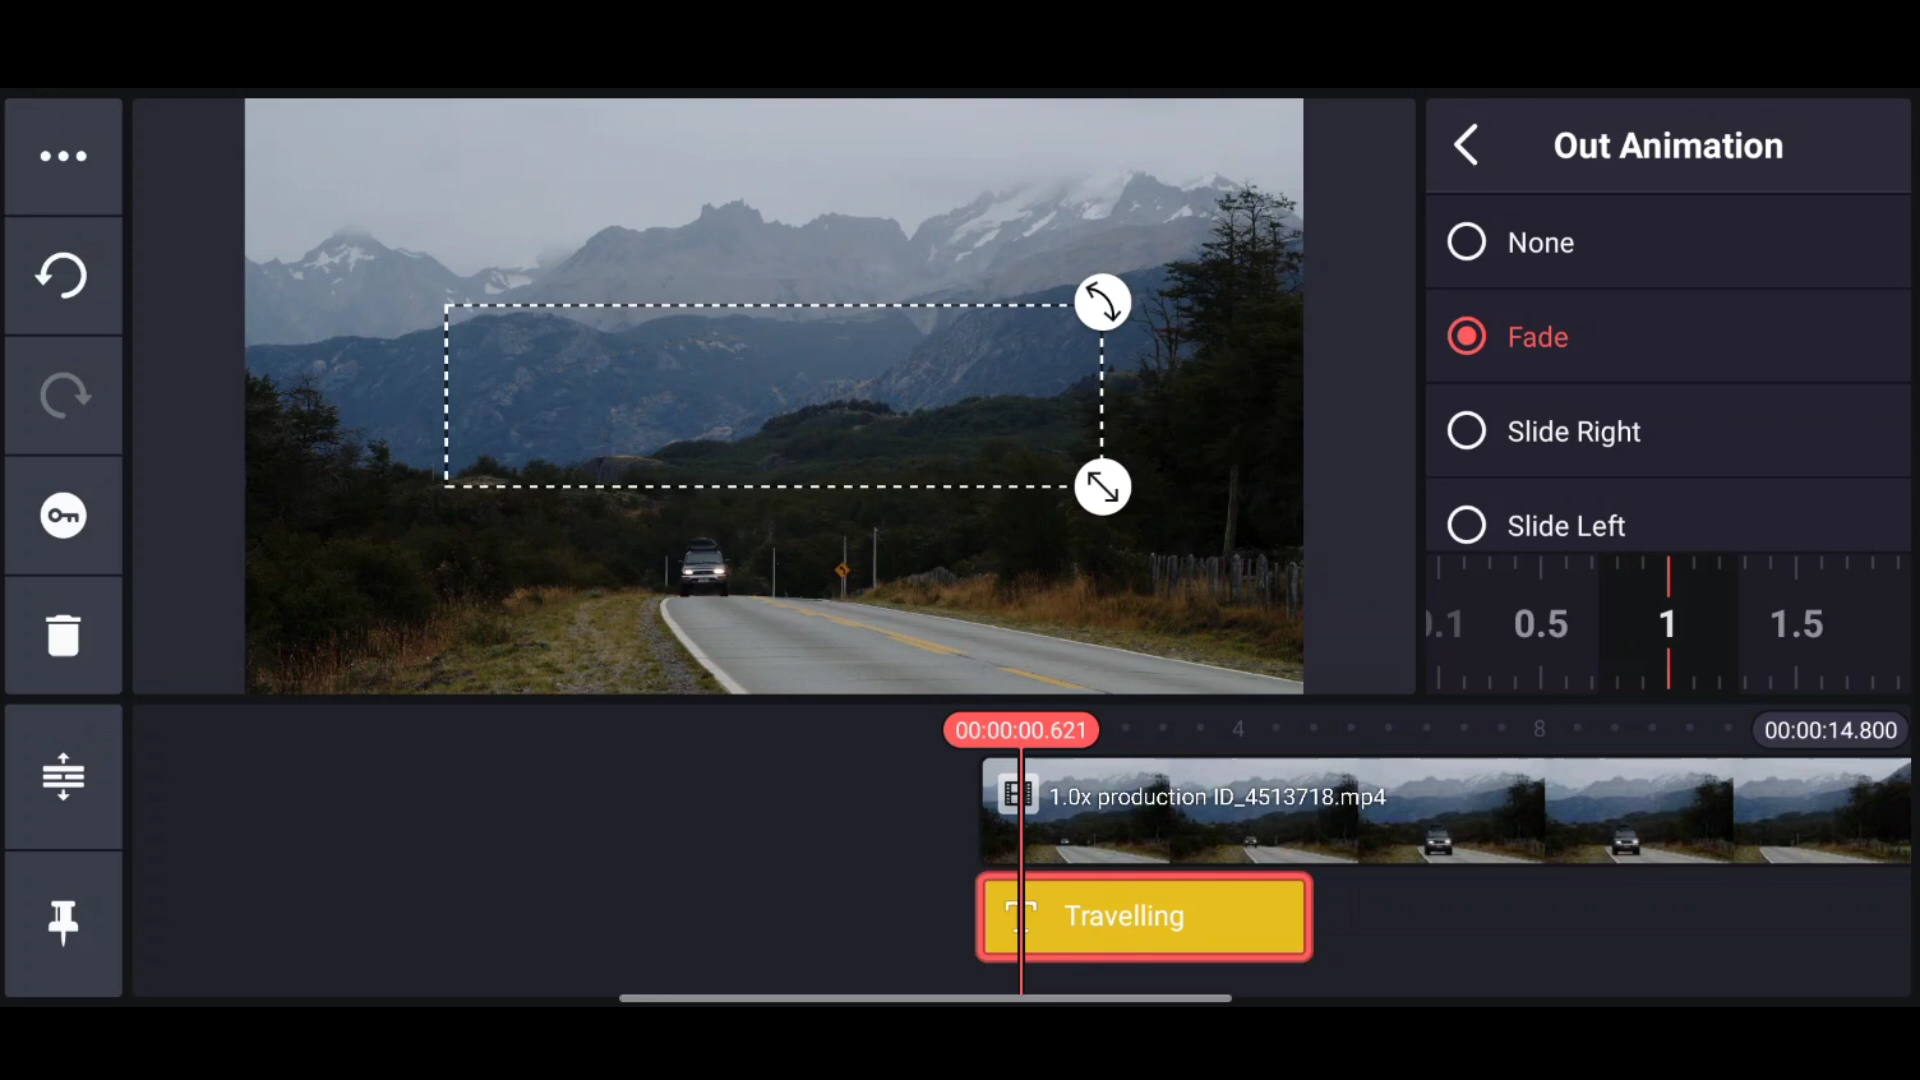 Out Animation
None
Fade
Slide Right
Slide Left
0.5 1 1.5
00:00:00.621 4 8 00:00:14.800
1.0x production ID_4513718.mp4
Travelling